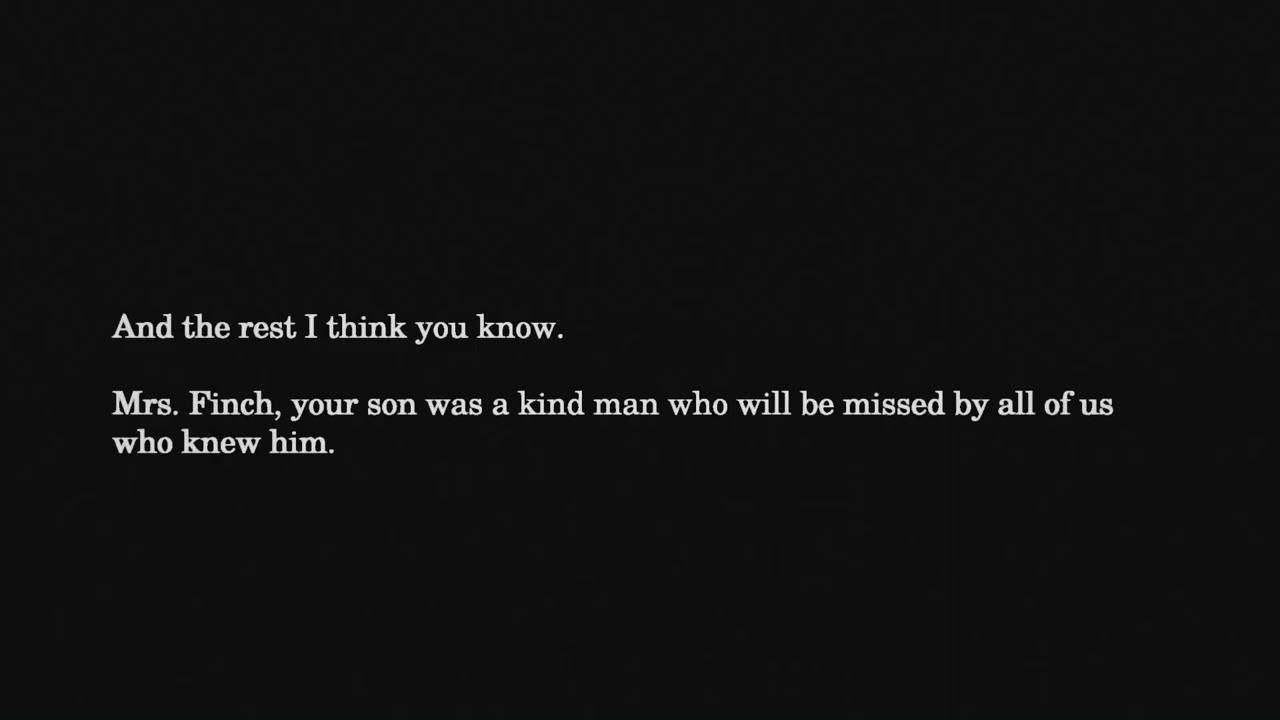 And the rest I think you know.
Mrs. Finch, your son was a kind man who will be missed by all of us
who knew him.